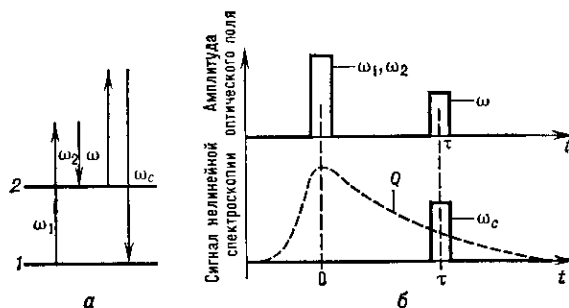 2
1
ω₁
ω₂
ω
ω_c
а
Амплитуда
оптического поля
ω₁, ω₂
ω
τ
t
Сигнал нелинейной
спектроскопии
Q
ω_c
0
τ
t
б